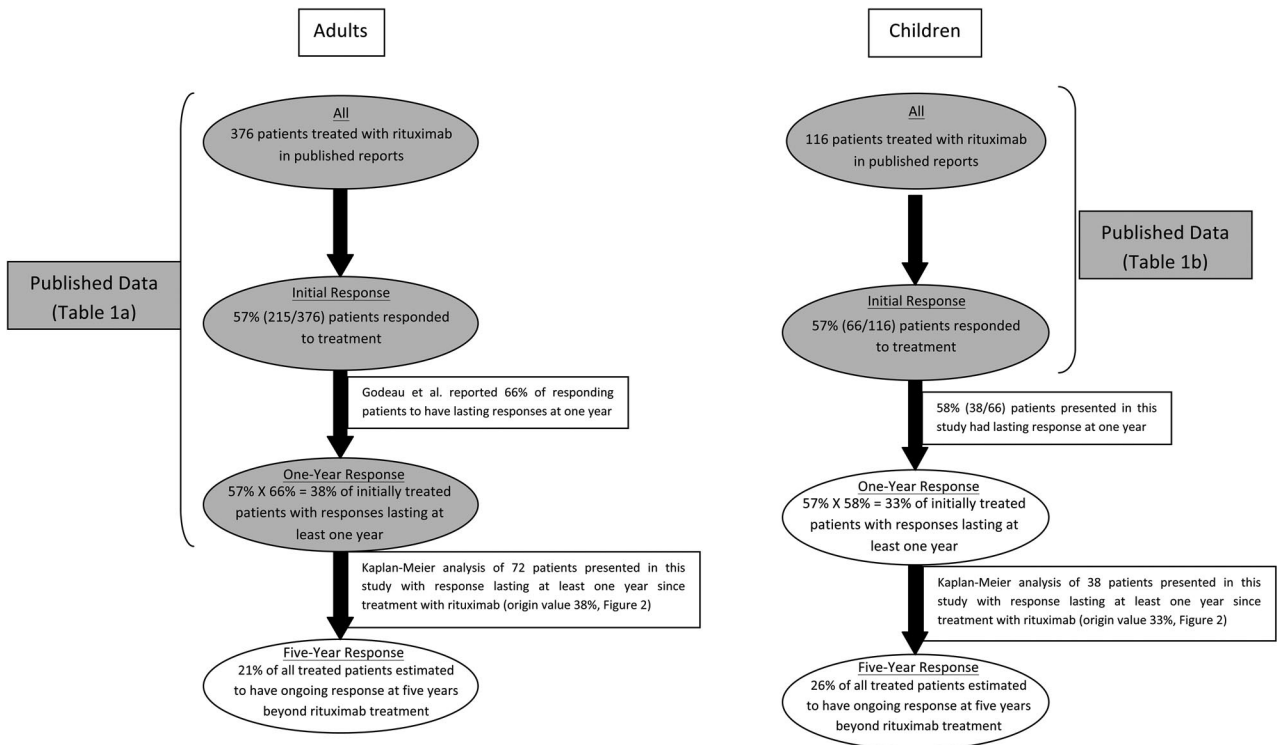 Adults
All
376 patients treated with rituximab
in published reports
Published Data
(Table 1a)
Initial Response
57% (215/376) patients responded
to treatment
Godeau et al. reported 66% of responding
patients to have lasting responses at one year
One-Year Response
57% X 66% = 38% of initially treated
patients with responses lasting at
least one year
Kaplan-Meier analysis of 72 patients presented in this
study with response lasting at least one year since
treatment with rituximab (origin value 38%, Figure 2)
Five-Year Response
21% of all treated patients estimated
to have ongoing response at five years
beyond rituximab treatment
Children
All
116 patients treated with rituximab
in published reports
Published Data
(Table 1b)
Initial Response
57% (66/116) patients responded
to treatment
58% (38/66) patients presented in this
study had lasting response at one year
One-Year Response
57% X 58% = 33% of initially treated
patients with responses lasting at
least one year
Kaplan-Meier analysis of 38 patients presented in this
study with response lasting at least one year since
treatment with rituximab (origin value 33%, Figure 2)
Five-Year Response
26% of all treated patients estimated
to have ongoing response at five years
beyond rituximab treatment